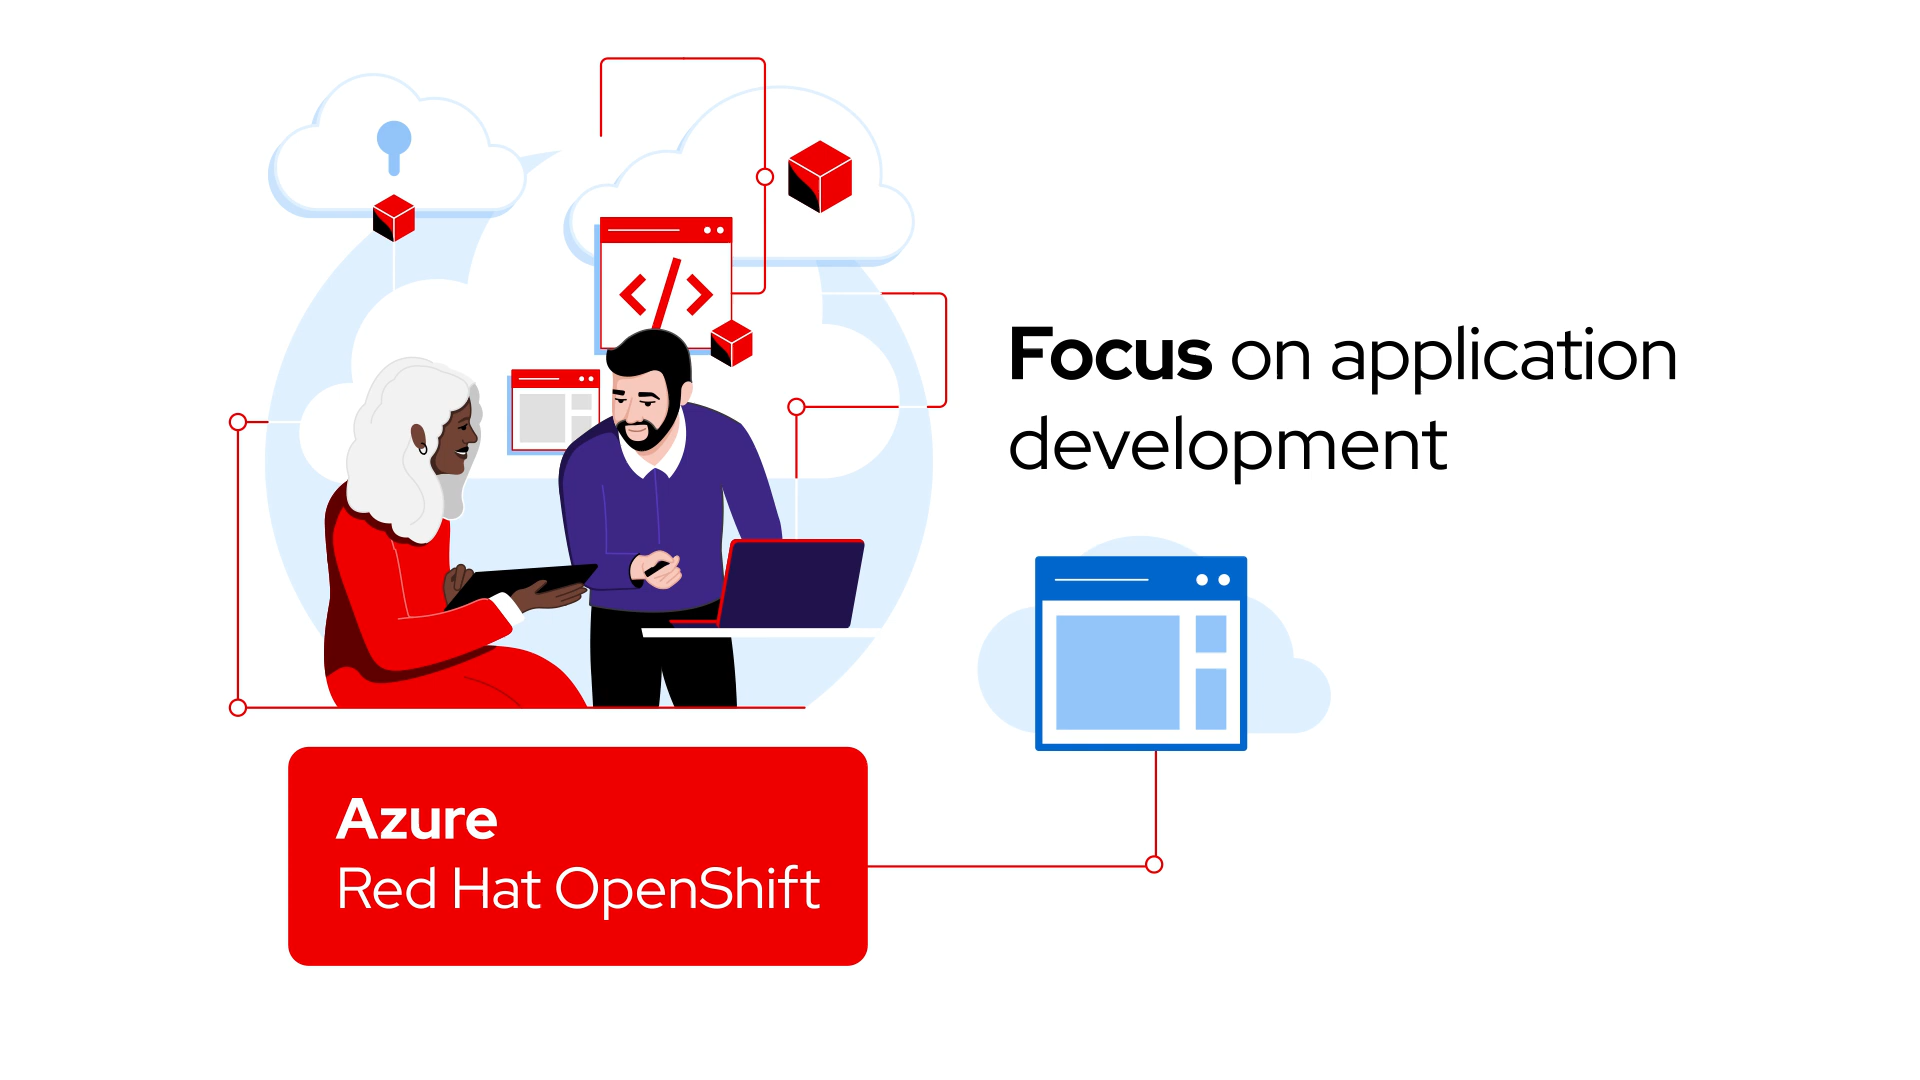 Focus on application
development
</>
Azure
Red Hat OpenShift